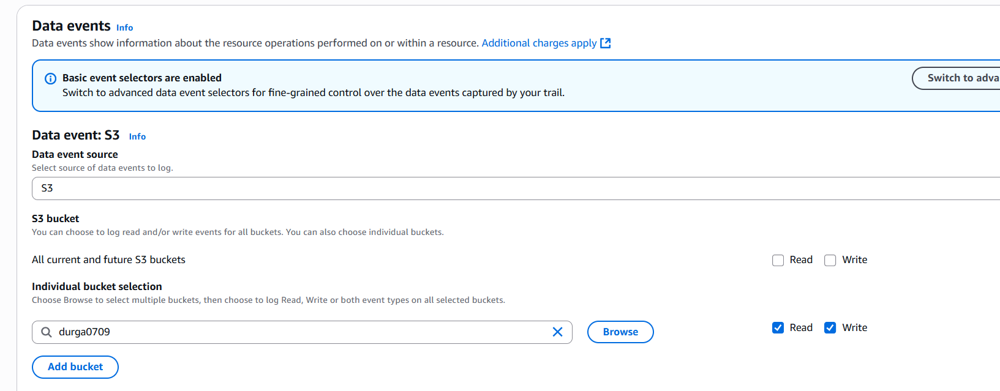 Data events Info
Data events show information about the resource operations performed on or within a resource. Additional charges apply
Basic event selectors are enabled
Switch to adva
Switch to advanced data event selectors for fine-grained control over the data events captured by your trail.
Data event: S3 Info
Data event source
Select source of data events to log.
S3
S3 bucket
You can choose to log read and/or write events for all buckets. You can also choose individual buckets.
All current and future S3 buckets Read Write
Individual bucket selection
Choose Browse to select multiple buckets, then choose to log Read, Write or both event types on all selected buckets.
durga0709 Browse Read Write
Add bucket